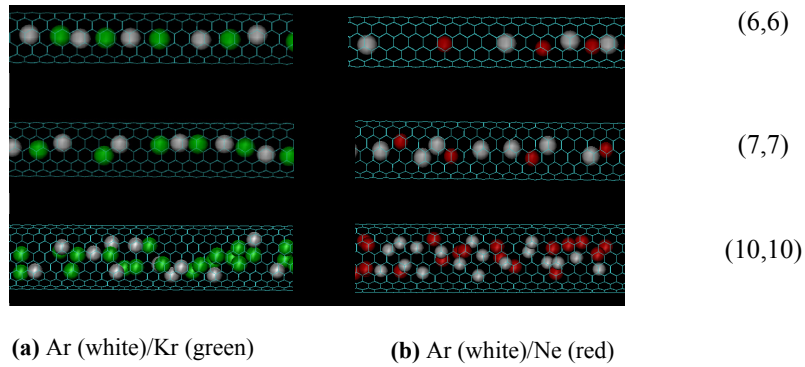 (6,6)
(7,7)
(10,10)
(a) Ar (white)/Kr (green)
(b) Ar (white)/Ne (red)